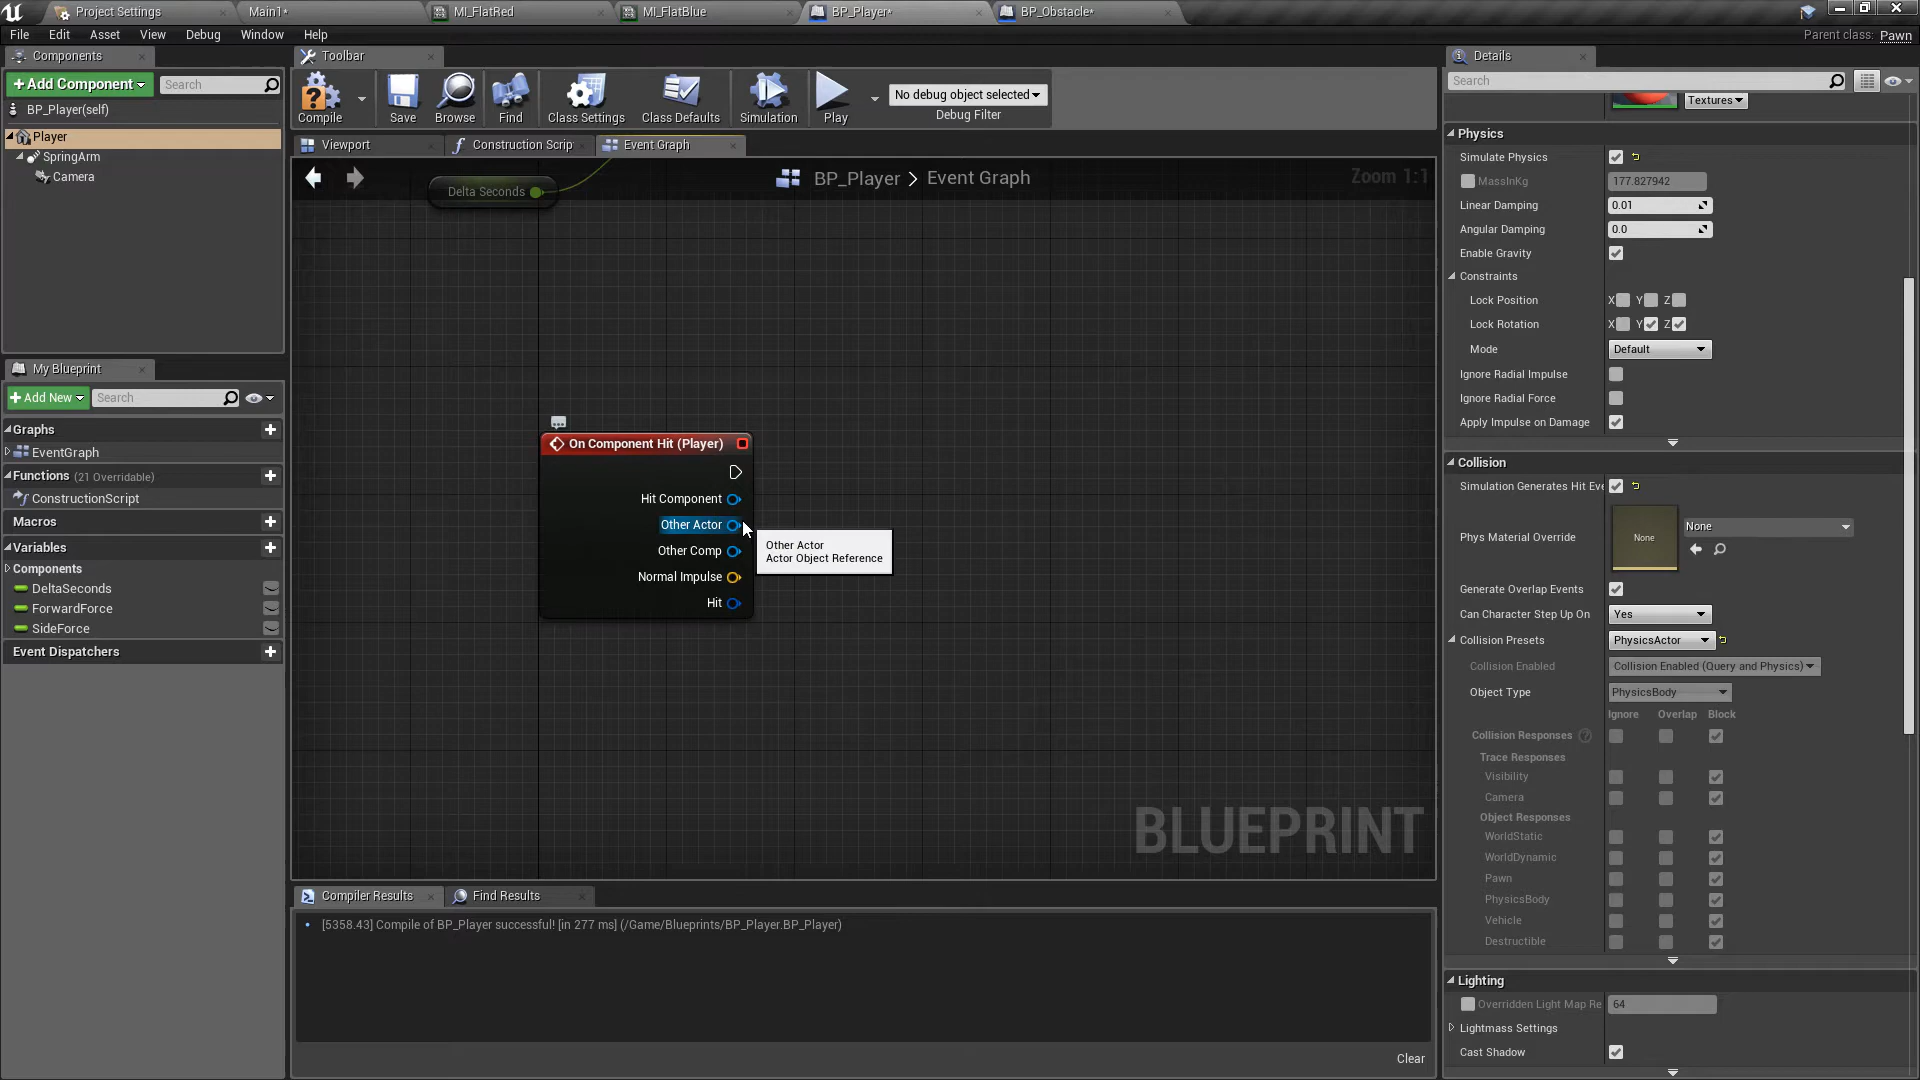 Project Settings
Main1*
MI_FlatRed
MI_FlatBlue
BP_Player*
BP_Obstacle*
File Edit Asset View Debug Window Help
Parent class: Pawn
Components
Add Component
Search
BP_Player(self)
Player
SpringArm
Camera
My Blueprint
Add New
Search
Graphs
EventGraph
Functions (21 Overridable)
ConstructionScript
Macros
Variables
Components
DeltaSeconds
ForwardForce
SideForce
Event Dispatchers
Toolbar
Compile
Save
Browse
Find
Class Settings
Class Defaults
Simulation
Play
No debug object selected
Debug Filter
Viewport
Construction Scrip
Event Graph
Delta Seconds
BP_Player > Event Graph
Zoom 1:1
On Component Hit (Player)
Hit Component
Other Actor
Other Comp
Normal Impulse
Hit
Other Actor
Actor Object Reference
BLUEPRINT
Compiler Results
Find Results
[5358.43] Compile of BP_Player successful! [in 277 ms] (/Game/Blueprints/BP_Player.BP_Player)
Clear
Details
Search
Textures
Physics
Simulate Physics
MassInKg 177.827942
Linear Damping 0.01
Angular Damping 0.0
Enable Gravity
Constraints
Lock Position X Y Z
Lock Rotation X Y Z
Mode Default
Ignore Radial Impulse
Ignore Radial Force
Apply Impulse on Damage
Collision
Simulation Generates Hit Eve
Phys Material Override None None
Generate Overlap Events
Can Character Step Up On Yes
Collision Presets PhysicsActor
Collision Enabled Collision Enabled (Query and Physics)
Object Type PhysicsBody
Ignore Overlap Block
Collision Responses ?
Trace Responses
Visibility
Camera
Object Responses
WorldStatic
WorldDynamic
Pawn
PhysicsBody
Vehicle
Destructible
Lighting
Overridden Light Map Re 64
Lightmass Settings
Cast Shadow